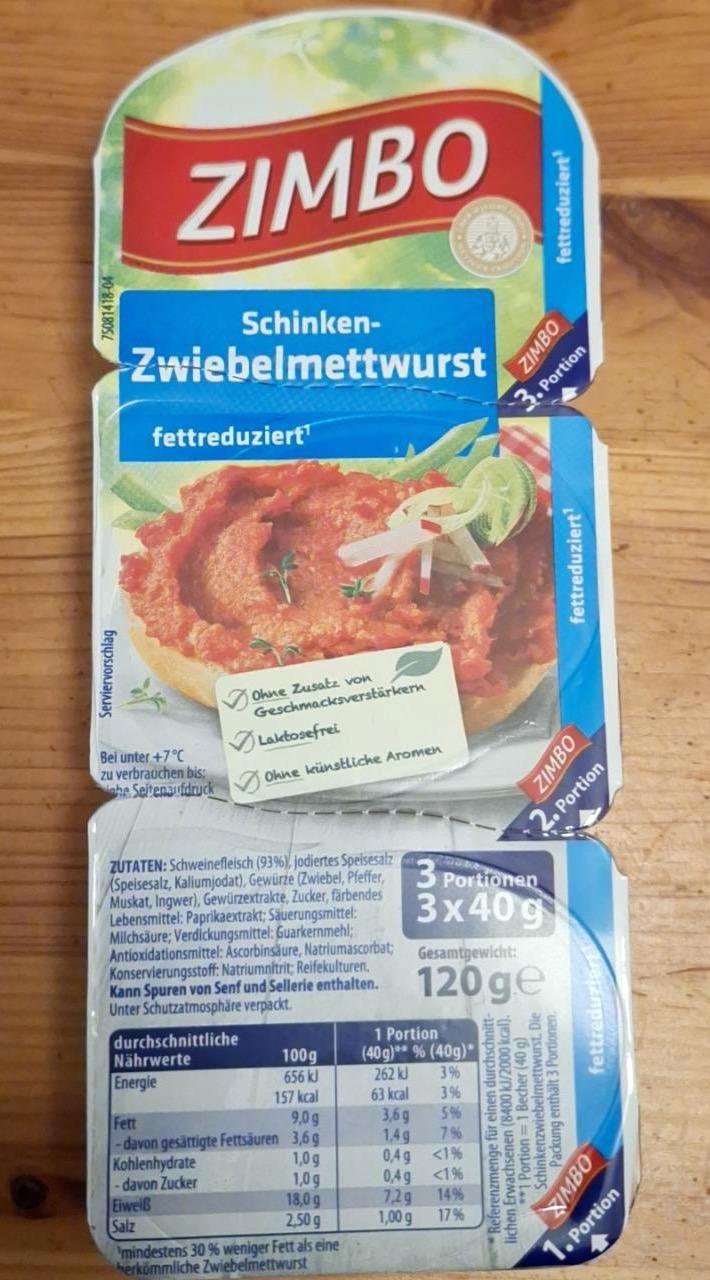 ZIMBO
fettreduziert¹
75081418-04
Schinken-
Zwiebelmettwurst
fettreduziert¹
ZIMBO
3. Portion
fettreduziert¹
Serviervorschlag
Ohne Zusatz von
Geschmacksverstärkern
Laktosefrei
Ohne künstliche Aromen
Bei unter +7°C
zu verbrauchen bis:
siehe Seitenaufdruck
ZIMBO
2. Portion
ZUTATEN: Schweinefleisch (93%), jodiertes Speisesalz
(Speisesalz, Kaliumjodat), Gewürze (Zwiebel, Pfeffer,
Muskat, Ingwer), Gewürzextrakte, Zucker, färbendes
Lebensmittel: Paprikaextrakt; Säuerungsmittel:
Milchsäure; Verdickungsmittel: Guarkernmehl;
Antioxidationsmittel: Ascorbinsäure, Natriumascorbat;
Konservierungsstoff: Natriumnitrit; Reifekulturen.
Kann Spuren von Senf und Sellerie enthalten.
Unter Schutzatmosphäre verpackt.
3 Portionen
3x40 g
Gesamtgewicht:
120 g e
fettreduziert¹
durchschnittliche 1 Portion
Nährwerte 100g (40g)** % (40g)*
Energie 656 kJ 262 kJ 3%
157 kcal 63 kcal 3%
Fett 9,0 g 3,6 g 5%
- davon gesättigte Fettsäuren 3,6 g 1,4 g 7%
Kohlenhydrate 1,0 g 0,4 g <1%
- davon Zucker 1,0 g 0,4 g <1%
Eiweiß 18,0 g 7,2 g 14%
Salz 2,50 g 1,00 g 17%
¹mindestens 30 % weniger Fett als eine
herkömmliche Zwiebelmettwurst
* Referenzmenge für einen durchschnitt-
lichen Erwachsenen (8400 kJ/2000 kcal).
**1 Portion = 1 Becher (40 g)
Schinkenzwiebelmettwurst. Die
Packung enthält 3 Portionen.
ZIMBO
1. Portion